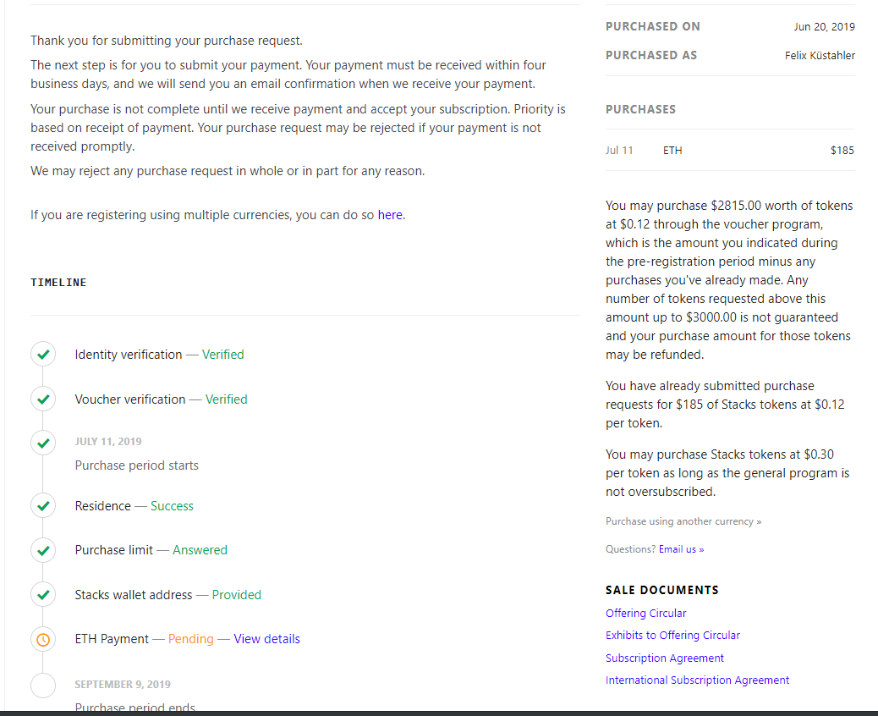 Thank you for submitting your purchase request.
The next step is for you to submit your payment. Your payment must be received within four
business days, and we will send you an email confirmation when we receive your payment.
Your purchase is not complete until we receive payment and accept your subscription. Priority is
based on receipt of payment. Your purchase request may be rejected if your payment is not
received promptly.
We may reject any purchase request in whole or in part for any reason.
If you are registering using multiple currencies, you can do so here.
TIMELINE
Identity verification — Verified
Voucher verification — Verified
JULY 11, 2019
Purchase period starts
Residence — Success
Purchase limit — Answered
Stacks wallet address — Provided
ETH Payment — Pending — View details
SEPTEMBER 9, 2019
Purchase period ends
PURCHASED ON Jun 20, 2019
PURCHASED AS Felix Küstahler
PURCHASES
Jul 11 ETH $185
You may purchase $2815.00 worth of tokens
at $0.12 through the voucher program,
which is the amount you indicated during
the pre-registration period minus any
purchases you've already made. Any
number of tokens requested above this
amount up to $3000.00 is not guaranteed
and your purchase amount for those tokens
may be refunded.
You have already submitted purchase
requests for $185 of Stacks tokens at $0.12
per token.
You may purchase Stacks tokens at $0.30
per token as long as the general program is
not oversubscribed.
Purchase using another currency »
Questions? Email us »
SALE DOCUMENTS
Offering Circular
Exhibits to Offering Circular
Subscription Agreement
International Subscription Agreement